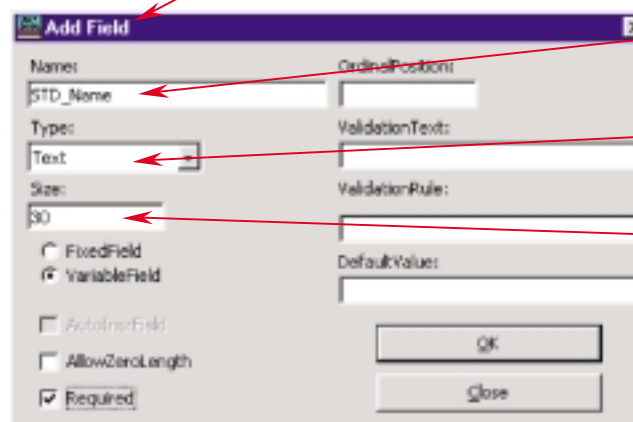 Add Field
Name:
STD_Name
OrdinalPosition:
Type:
Text
ValidationText:
Size:
30
ValidationRule:
FixedField
VariableField
DefaultValue:
AutoIncrField
AllowZeroLength
Required
OK
Close